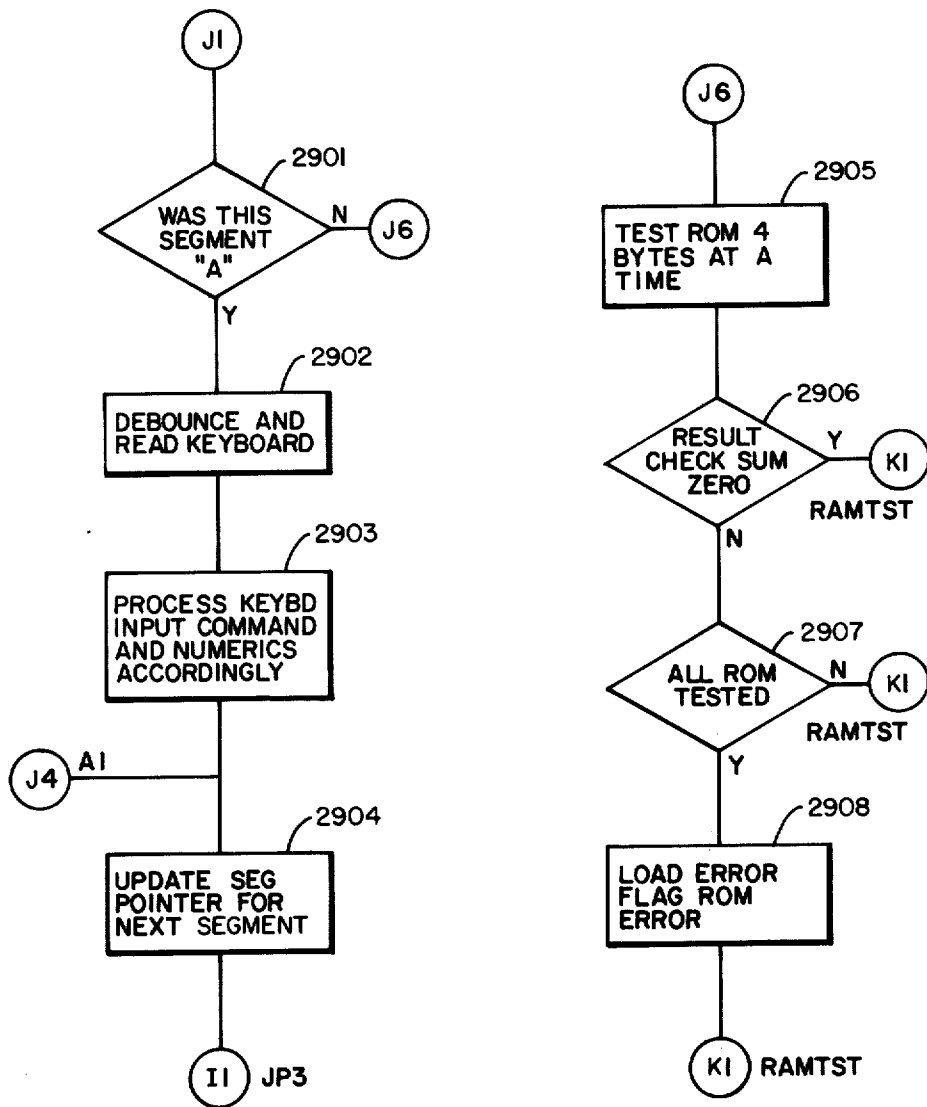 J1
2901
WAS THIS
SEGMENT
"A"
N
J6
Y
2902
DEBOUNCE AND
READ KEYBOARD
2903
PROCESS KEYBD
INPUT COMMAND
AND NUMERICS
ACCORDINGLY
J4
A1
2904
UPDATE SEG
POINTER FOR
NEXT SEGMENT
I1
JP3
J6
2905
TEST ROM 4
BYTES AT A
TIME
2906
RESULT
CHECK SUM
ZERO
Y
K1
RAMTST
N
2907
ALL ROM
TESTED
N
K1
RAMTST
Y
2908
LOAD ERROR
FLAG ROM
ERROR
K1
RAMTST